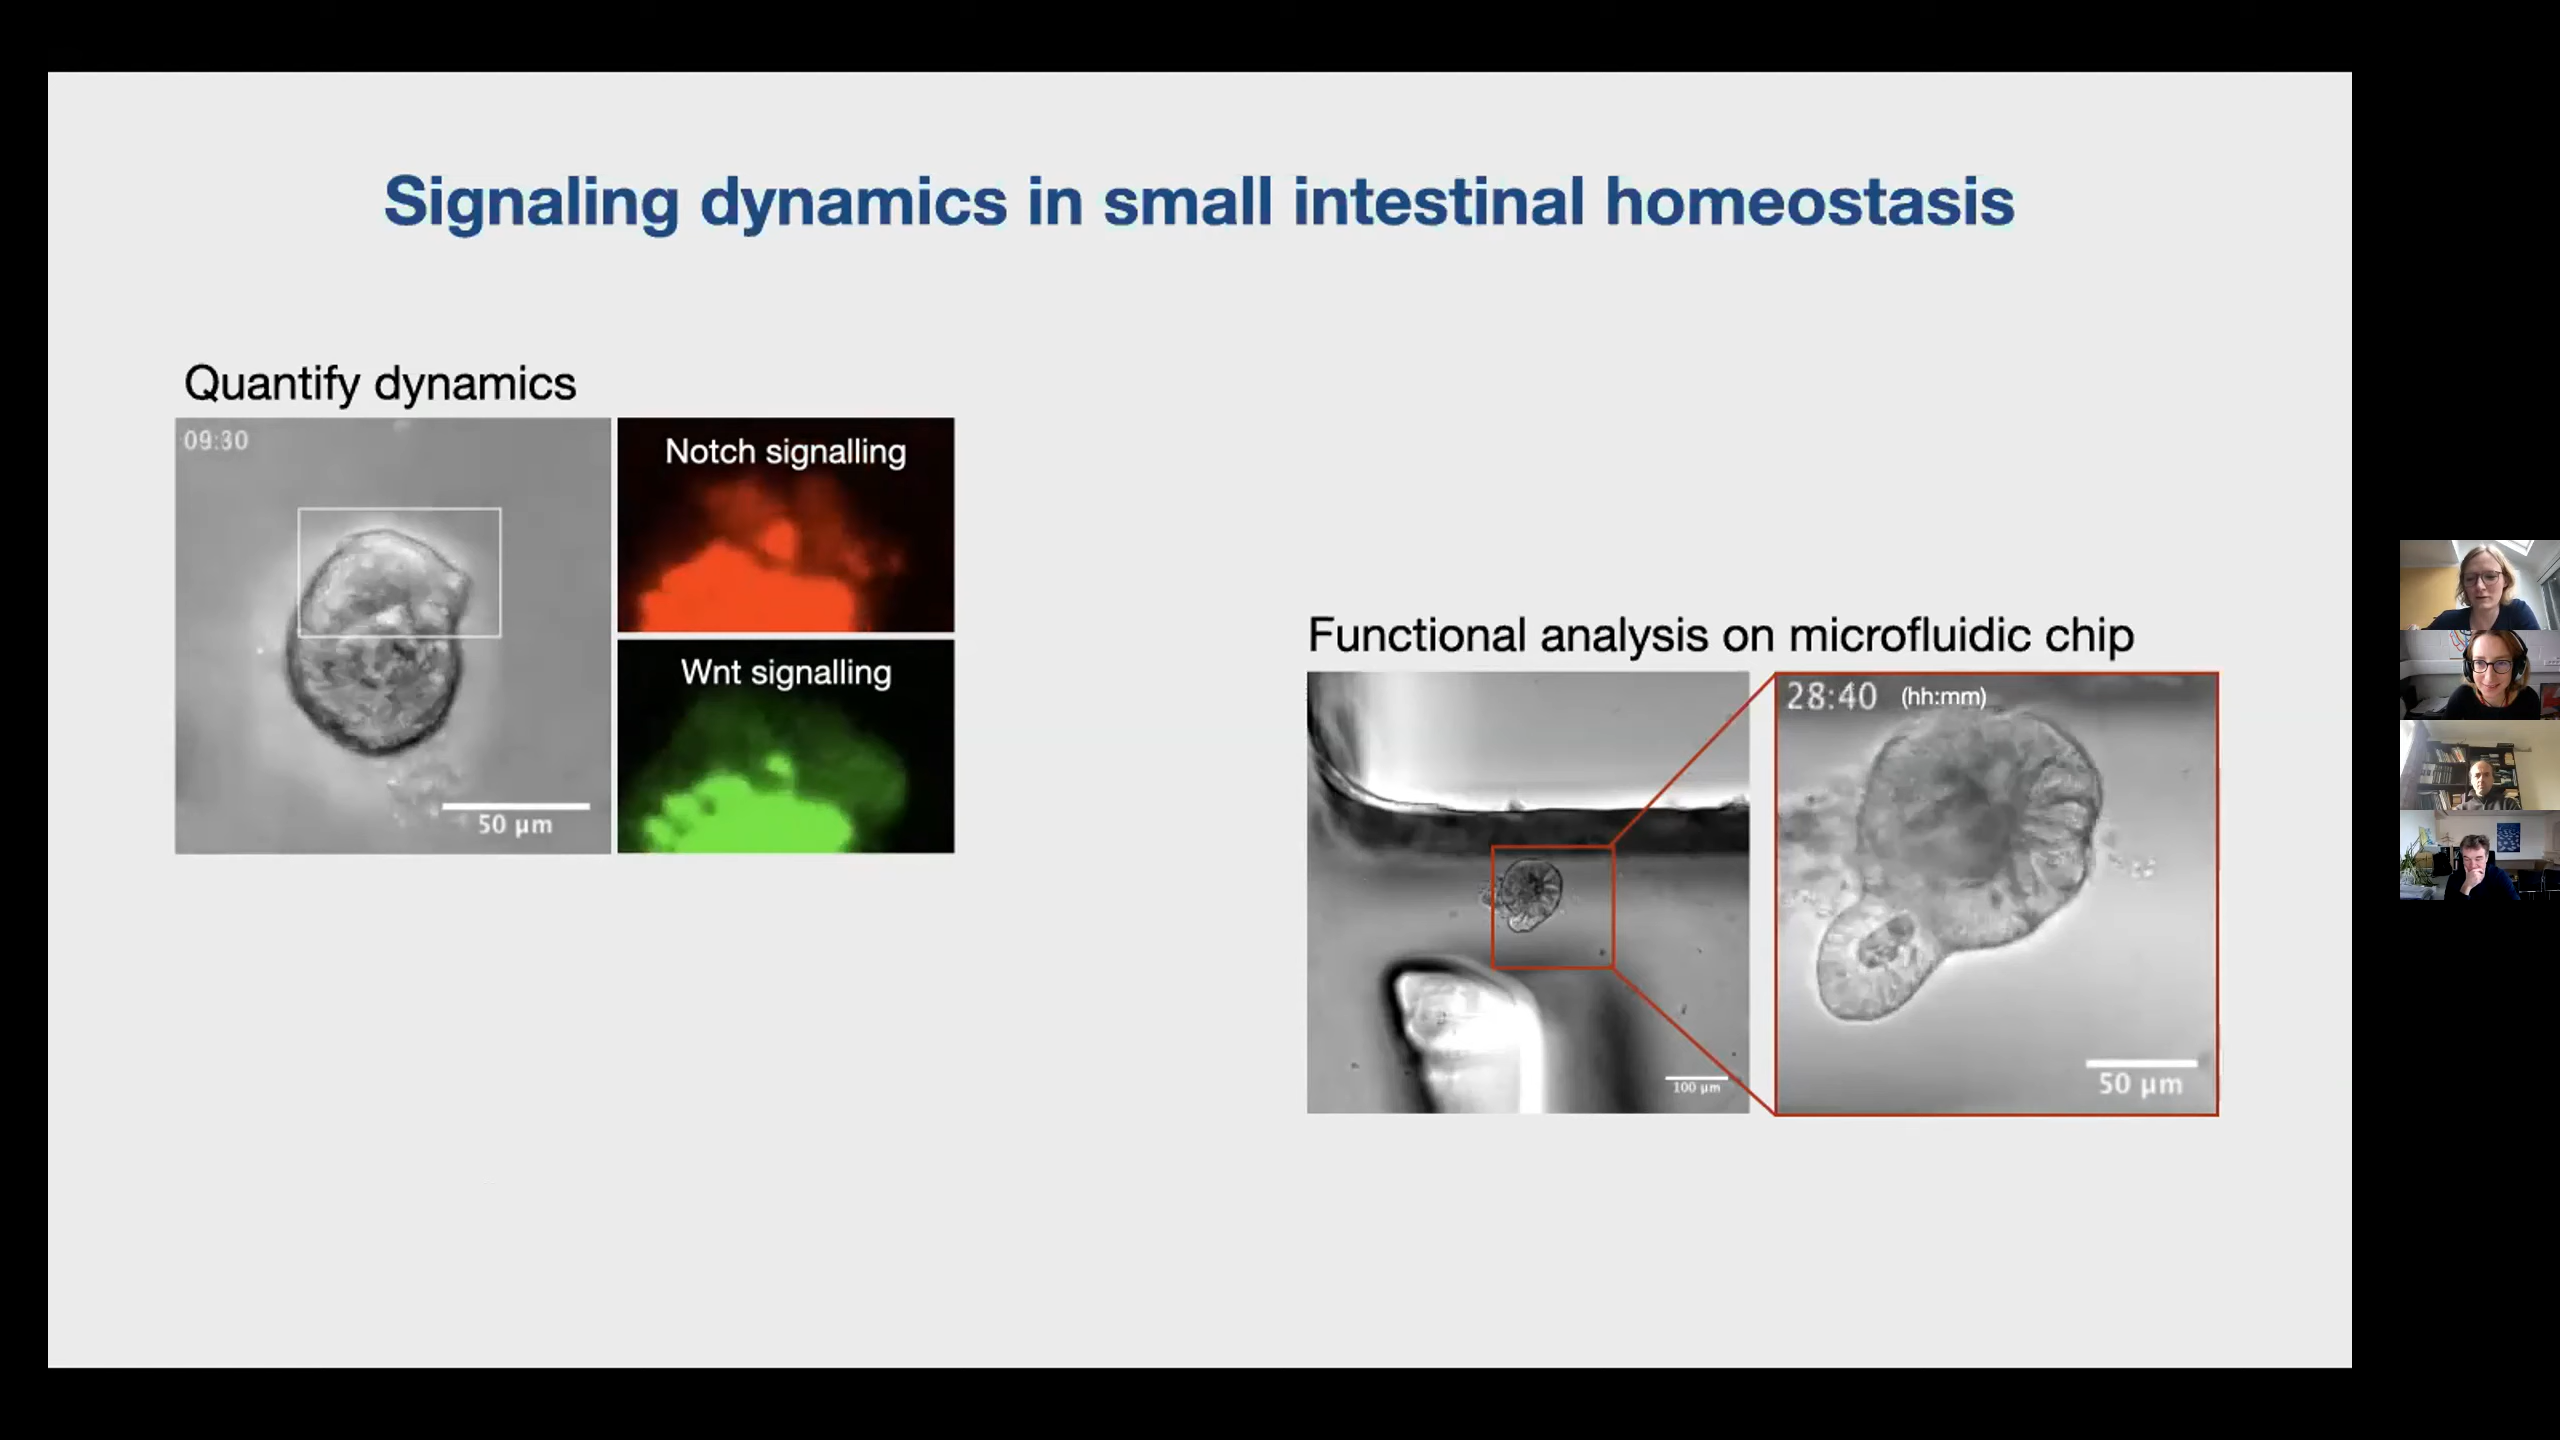 Signaling dynamics in small intestinal homeostasis
Quantify dynamics
09:30
50 µm
Notch signalling
Wnt signalling
Functional analysis on microfluidic chip
100 µm
28:40 (hh:mm)
50 µm